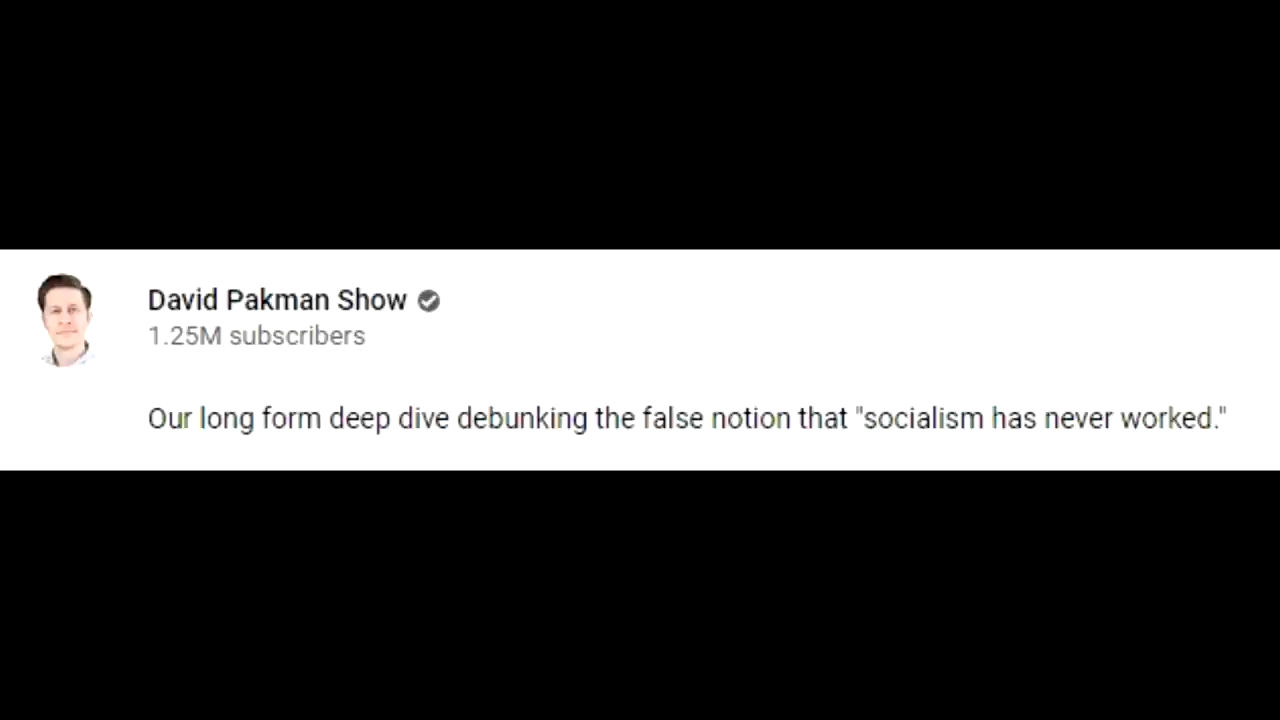 David Pakman Show
1.25M subscribers
Our long form deep dive debunking the false notion that "socialism has never worked."